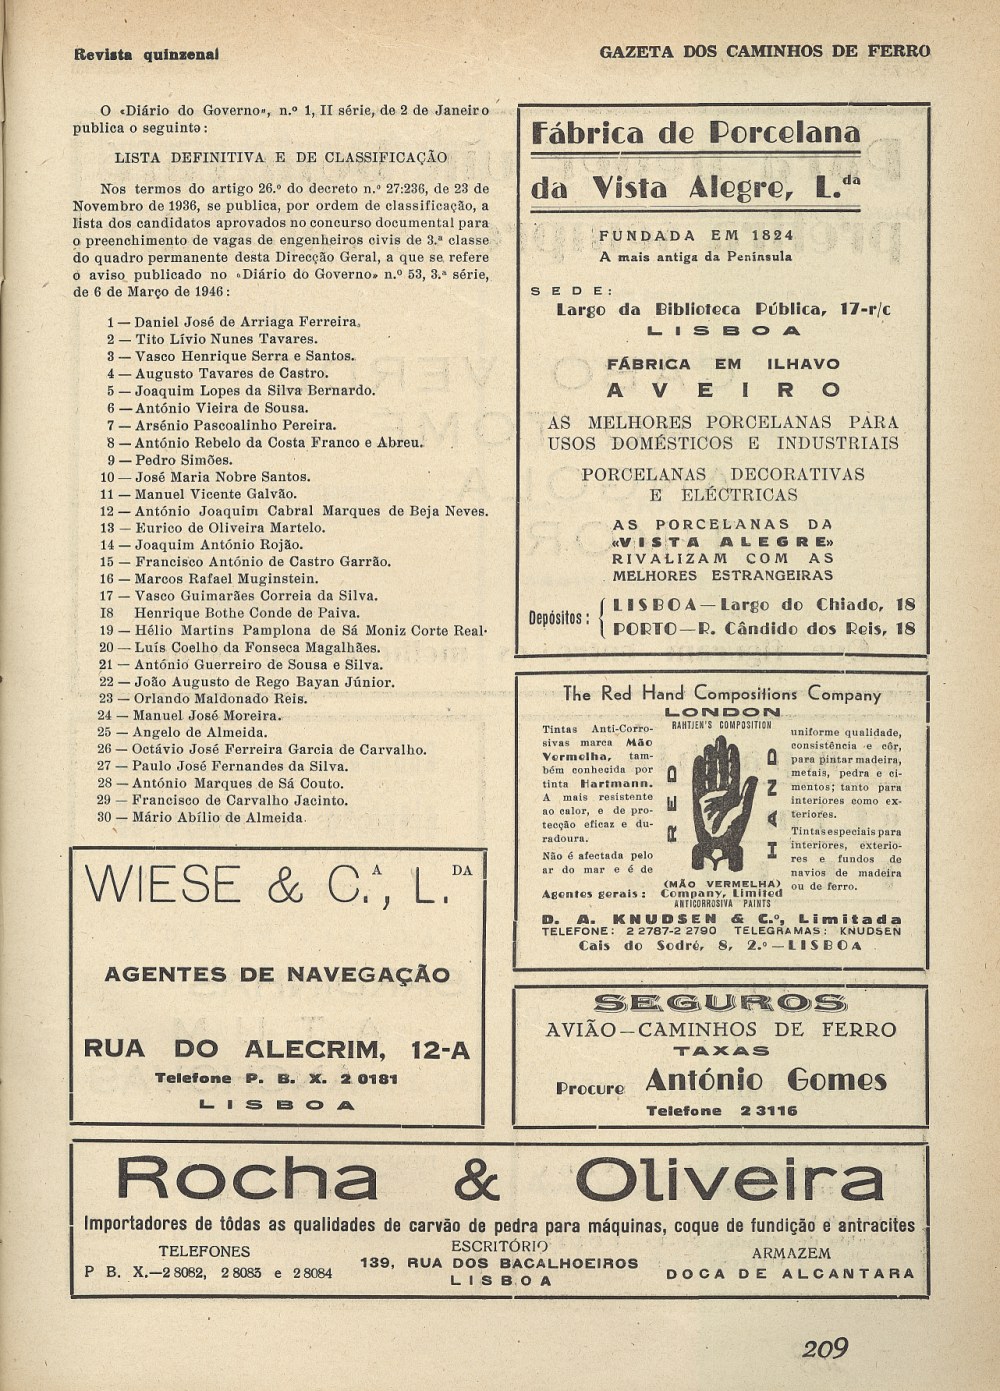 Revista quinzenal
GAZETA DOS CAMINHOS DE FERRO
O «Diário do Governo», n.º 1, II série, de 2 de Janeiro
publica o seguinte:
LISTA DEFINITIVA E DE CLASSIFICAÇÃO
Nos termos do artigo 26.º do decreto n.º 27:236, de 23 de
Novembro de 1936, se publica, por ordem de classificação, a
lista dos candidatos aprovados no concurso documental para
o preenchimento de vagas de engenheiros civis de 3.ª classe
do quadro permanente desta Direcção Geral, a que se refere
o aviso publicado no «Diário do Governo» n.º 53, 3.ª série,
de 6 de Março de 1946:
1 — Daniel José de Arriaga Ferreira.
2 — Tito Lívio Nunes Tavares.
3 — Vasco Henrique Serra e Santos.
4 — Augusto Tavares de Castro.
5 — Joaquim Lopes da Silva Bernardo.
6 — António Vieira de Sousa.
7 — Arsénio Pascoalinho Pereira.
8 — António Rebelo da Costa Franco e Abreu.
9 — Pedro Simões.
10 — José Maria Nobre Santos.
11 — Manuel Vicente Galvão.
12 — António Joaquim Cabral Marques de Beja Neves.
13 — Eurico de Oliveira Martelo.
14 — Joaquim António Rojão.
15 — Francisco António de Castro Garrão.
16 — Marcos Rafael Muginstein.
17 — Vasco Guimarães Correia da Silva.
18 Henrique Bothe Conde de Paiva.
19 — Hélio Martins Pamplona de Sá Moniz Corte Real.
20 — Luís Coelho da Fonseca Magalhães.
21 — António Guerreiro de Sousa e Silva.
22 — João Augusto de Rego Bayan Júnior.
23 — Orlando Maldonado Reis.
24 — Manuel José Moreira.
25 — Angelo de Almeida.
26 — Octávio José Ferreira Garcia de Carvalho.
27 — Paulo José Fernandes da Silva.
28 — António Marques de Sá Couto.
29 — Francisco de Carvalho Jacinto.
30 — Mário Abílio de Almeida.
WIESE & C.ª, L.DA
AGENTES DE NAVEGAÇÃO
RUA DO ALECRIM, 12-A
Telefone P. B. X. 2 0181
LISBOA
Fábrica de Porcelana
da Vista Alegre, L.da
FUNDADA EM 1824
A mais antiga da Península
SEDE:
Largo da Biblioteca Pública, 17-r/c
LISBOA
FÁBRICA EM ILHAVO
AVEIRO
AS MELHORES PORCELANAS PARA
USOS DOMÉSTICOS E INDUSTRIAIS
PORCELANAS DECORATIVAS
E ELÉCTRICAS
AS PORCELANAS DA
«VISTA ALEGRE»
RIVALIZAM COM AS
MELHORES ESTRANGEIRAS
Depósitos: { LISBOA—Largo do Chiado, 18
PORTO—R. Cândido dos Reis, 18
The Red Hand Compositions Company
LONDON
RAHTJEN'S COMPOSITION
Tintas Anti-Corro-
sivas marca Mão
Vermelha, tam-
bém conhecida por
tinta Hartmann.
A mais resistente
ao calor, e de pro-
tecção eficaz e du-
radoura.
Não é afectada pelo
ar do mar e é de
RED
HAND
uniforme qualidade,
consistência e côr,
para pintar madeira,
metais, pedra e ci-
mentos; tanto para
interiores como ex-
teriores.
Tintas especiais para
interiores, exterio-
res e fundos de
navios de madeira
ou de ferro.
(MÃO VERMELHA)
Agentes gerais: Company, Limited
ANTICORROSIVA PAINTS
D. A. KNUDSEN & C.º, Limitada
TELEFONE: 2 2787-2 2790 TELEGRAMAS: KNUDSEN
Cais do Sodré, 8, 2.º—LISBOA
SEGUROS
AVIÃO—CAMINHOS DE FERRO
TAXAS
Procure António Gomes
Telefone 2 3116
Rocha & Oliveira
Importadores de tôdas as qualidades de carvão de pedra para máquinas, coque de fundição e antracites
TELEFONES
P B. X.—2 8082, 2 8083 e 2 8084
ESCRITÓRIO
139, RUA DOS BACALHOEIROS
LISBOA
ARMAZEM
DOCA DE ALCANTARA
209